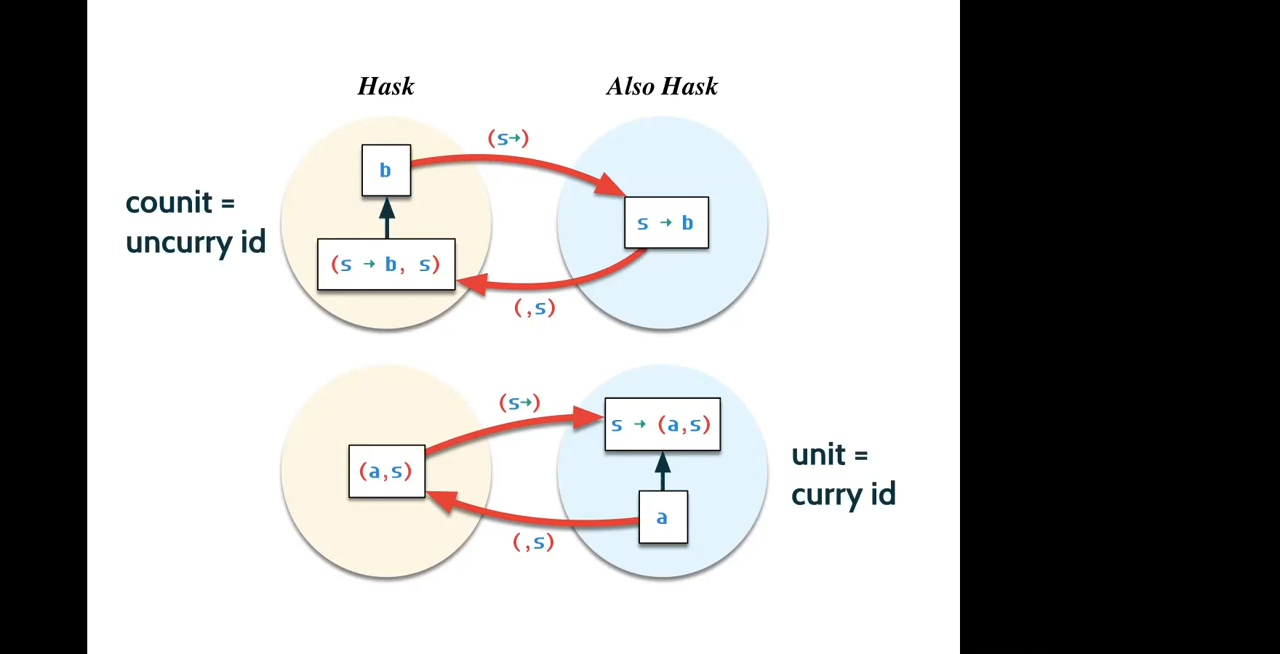 Hask
Also Hask
(s→)
b
counit =
uncurry id
s → b
(s → b, s)
(,s)
(s→)
s → (a,s)
(a,s)
unit =
curry id
a
(,s)